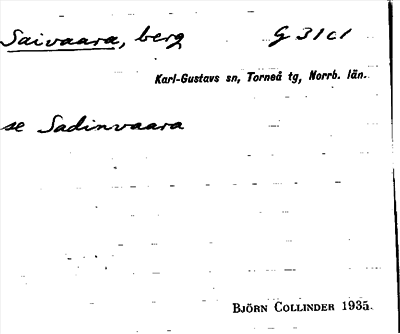 Saivaara, berg G 31 c 1
Karl-Gustavs sn, Torneå tg, Norrb. län.
se Sadinvaara
BJÖRN COLLINDER 1935.